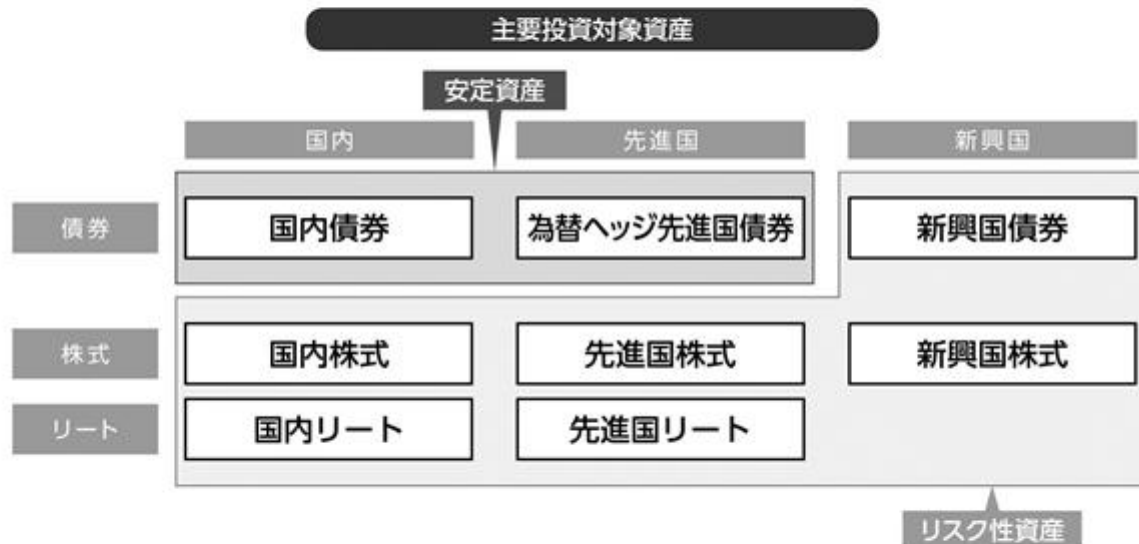 主要投資対象資産
安定資産
国内 先進国 新興国
債券 国内債券 為替ヘッジ先進国債券 新興国債券
株式 国内株式 先進国株式 新興国株式
リート 国内リート 先進国リート
リスク性資産